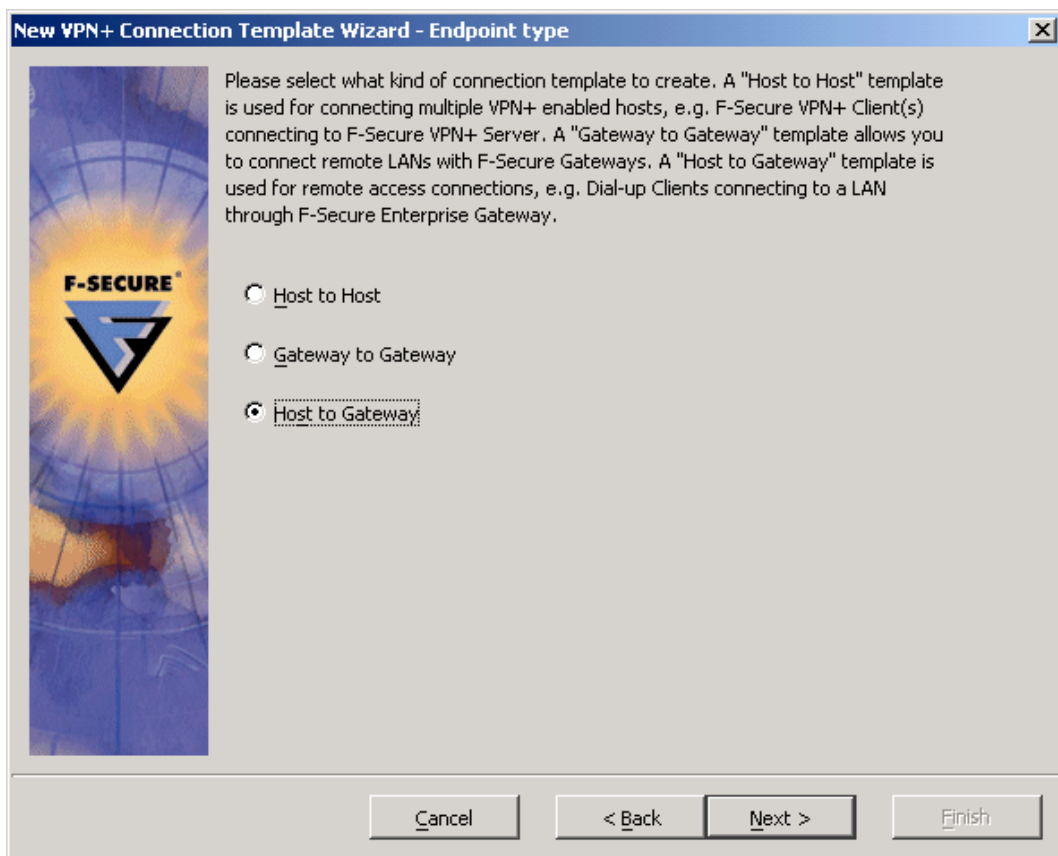 New VPN+ Connection Template Wizard - Endpoint type
Please select what kind of connection template to create. A "Host to Host" template
is used for connecting multiple VPN+ enabled hosts, e.g. F-Secure VPN+ Client(s)
connecting to F-Secure VPN+ Server. A "Gateway to Gateway" template allows you
to connect remote LANs with F-Secure Gateways. A "Host to Gateway" template is
used for remote access connections, e.g. Dial-up Clients connecting to a LAN
through F-Secure Enterprise Gateway.
F-SECURE®
Host to Host
Gateway to Gateway
Host to Gateway
Cancel
< Back
Next >
Finish